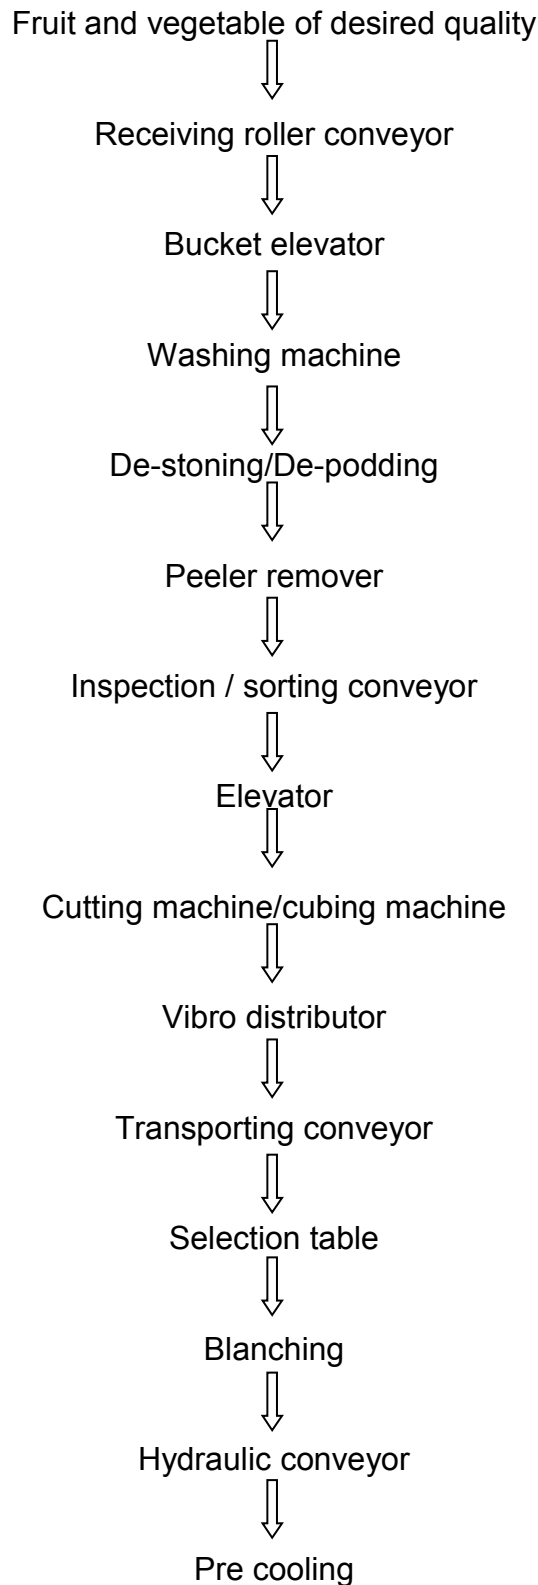 Fruit and vegetable of desired quality
Receiving roller conveyor
Bucket elevator
Washing machine
De-stoning/De-podding
Peeler remover
Inspection / sorting conveyor
Elevator
Cutting machine/cubing machine
Vibro distributor
Transporting conveyor
Selection table
Blanching
Hydraulic conveyor
Pre cooling